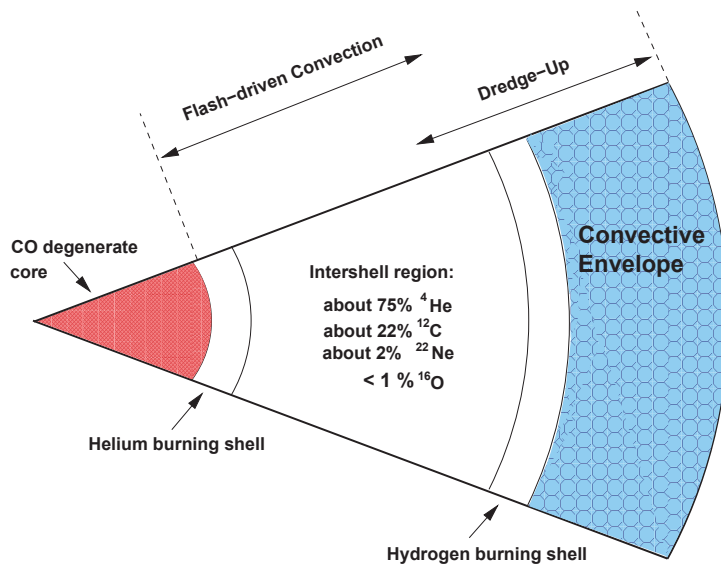 Flash−driven Convection
Dredge−Up
CO degenerate
core
Convective
Envelope
Intershell region:
about 75% ⁴He
about 22% ¹²C
about 2% ²²Ne
< 1 % ¹⁶O
Helium burning shell
Hydrogen burning shell